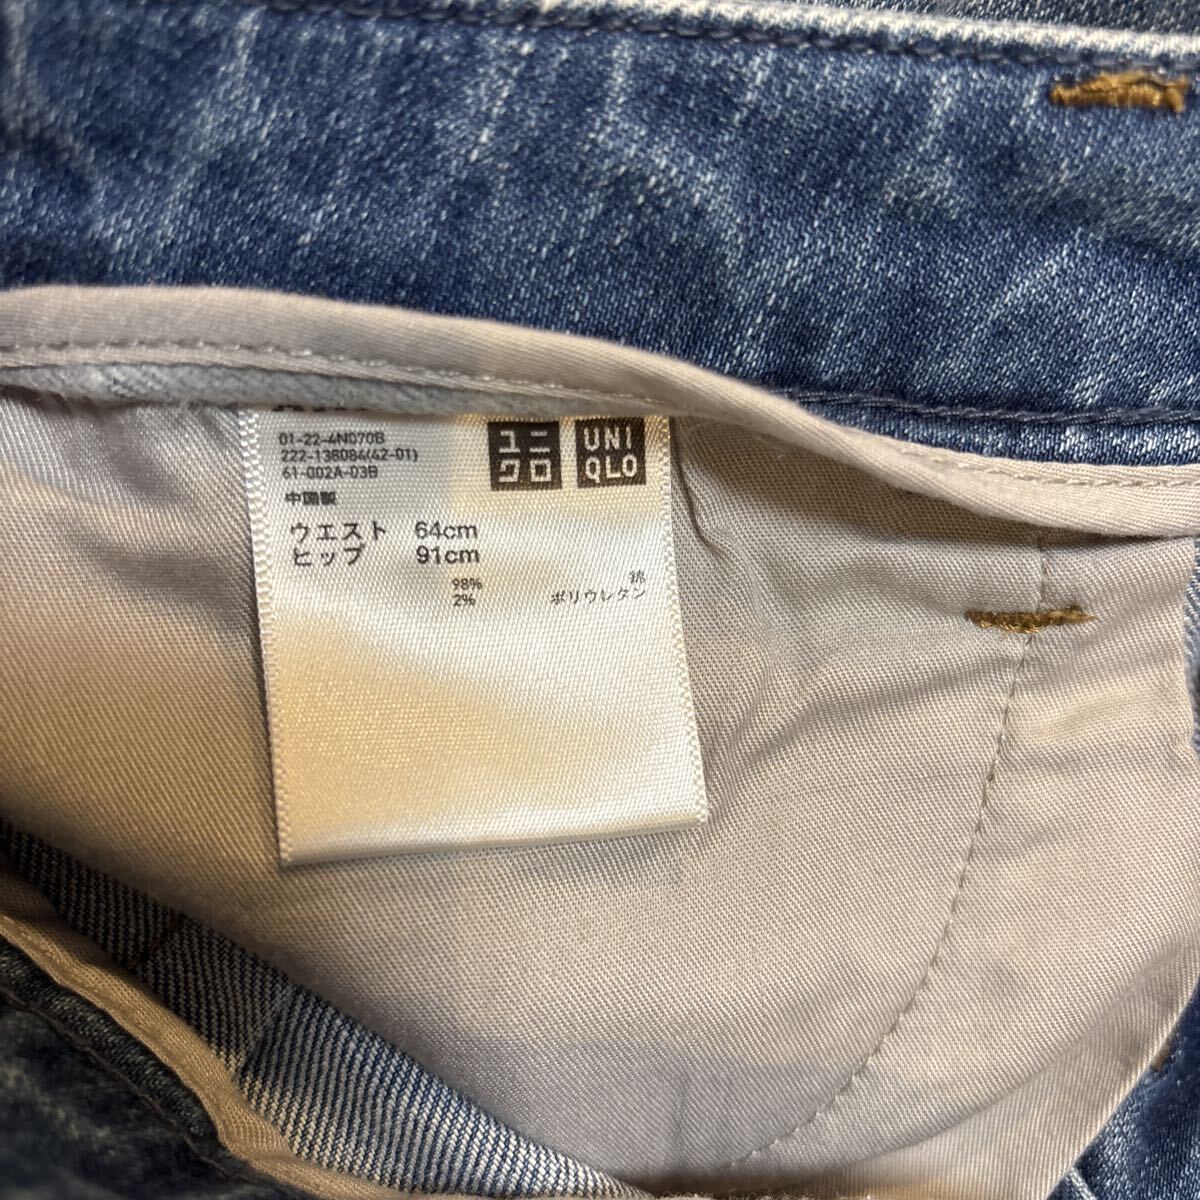 01-22-4N070B
222-138084(42-01)
61-002A-03B
中国製
ウエスト 64cm
ヒップ 91cm
98% 綿
2% ポリウレタン
ユニ
クロ
UNI
QLO